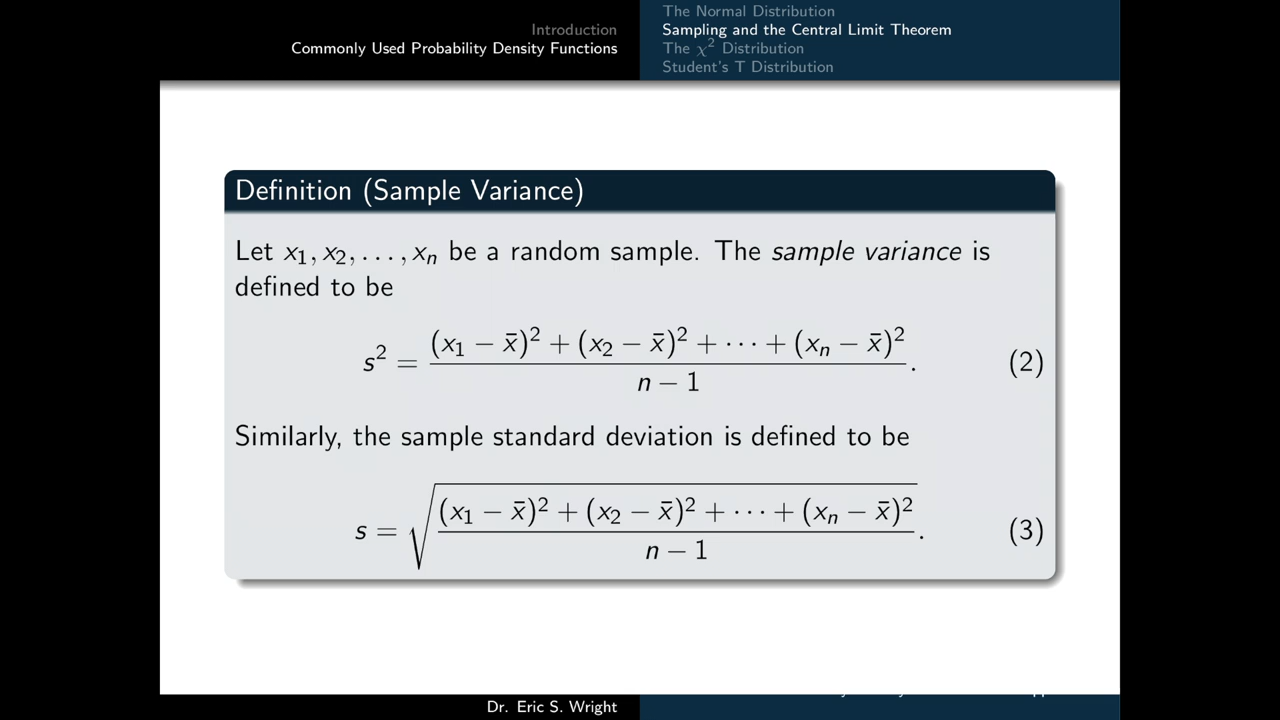 Introduction
Commonly Used Probability Density Functions
The Normal Distribution
Sampling and the Central Limit Theorem
The χ² Distribution
Student's T Distribution
Definition (Sample Variance)
Let x₁, x₂, . . . , xₙ be a random sample. The sample variance is
defined to be
s² = ((x₁ − x̄)² + (x₂ − x̄)² + ⋯ + (xₙ − x̄)²) / (n − 1). (2)
Similarly, the sample standard deviation is defined to be
s = √(((x₁ − x̄)² + (x₂ − x̄)² + ⋯ + (xₙ − x̄)²) / (n − 1)). (3)
Dr. Eric S. Wright